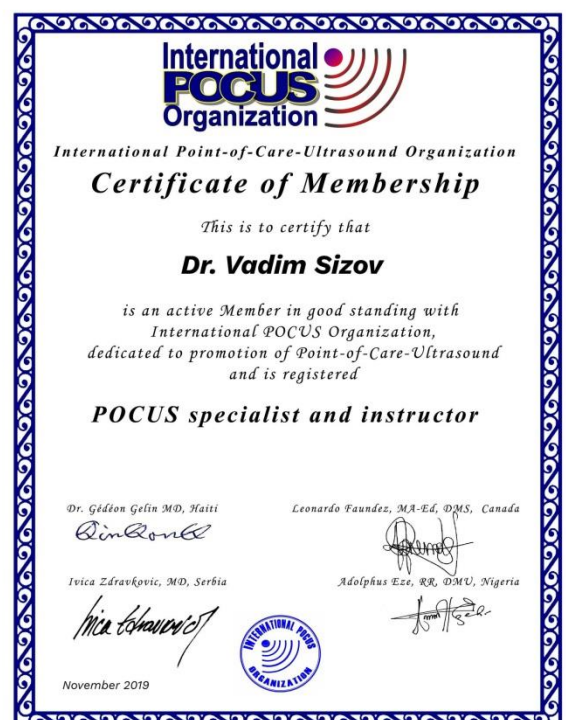 International
POCUS
Organization
International Point-of-Care-Ultrasound Organization
Certificate of Membership
This is to certify that
Dr. Vadim Sizov
is an active Member in good standing with
International POCUS Organization,
dedicated to promotion of Point-of-Care-Ultrasound
and is registered
POCUS specialist and instructor
Dr. Gédéon Gelin MD, Haiti
Leonardo Faundez, MA-Ed, DMS, Canada
Ivica Zdravkovic, MD, Serbia
Adolphus Eze, RR, DMU, Nigeria
INTERNATIONAL POCUS
ORGANIZATION
November 2019